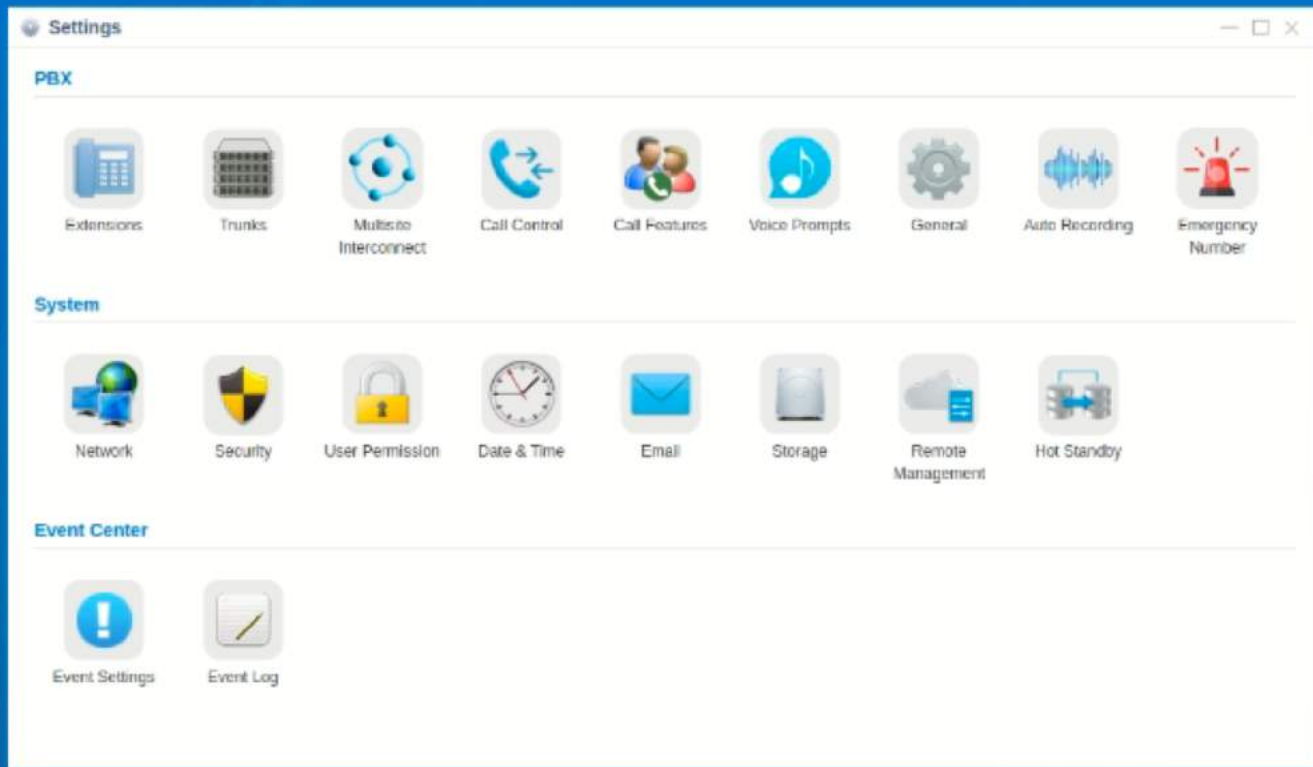 Settings
PBX
Extensions
Trunks
Multisite
Interconnect
Call Control
Call Features
Voice Prompts
General
Auto Recording
Emergency
Number
System
Network
Security
User Permission
Date & Time
Email
Storage
Remote
Management
Hot Standby
Event Center
Event Settings
Event Log